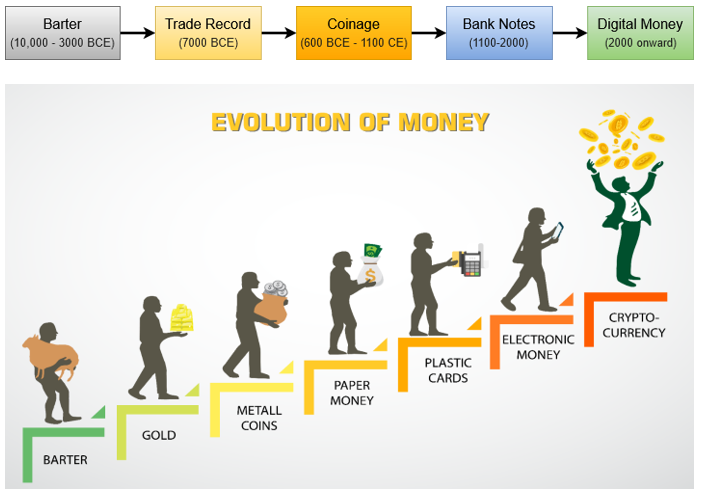 Barter
(10,000 - 3000 BCE)
Trade Record
(7000 BCE)
Coinage
(600 BCE - 1100 CE)
Bank Notes
(1100-2000)
Digital Money
(2000 onward)
EVOLUTION OF MONEY
BARTER
GOLD
METALL
COINS
$
PAPER
MONEY
PLASTIC
CARDS
ELECTRONIC
MONEY
CRYPTO-
CURRENCY